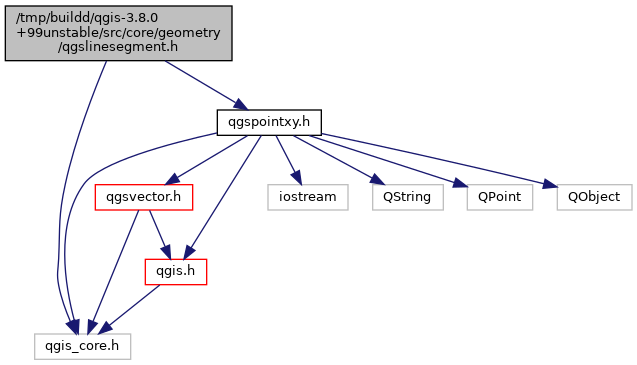 /tmp/buildd/qgis-3.8.0
+99unstable/src/core/geometry
/qgslinesegment.h
qgspointxy.h
qgsvector.h
iostream
QString
QPoint
QObject
qgis.h
qgis_core.h